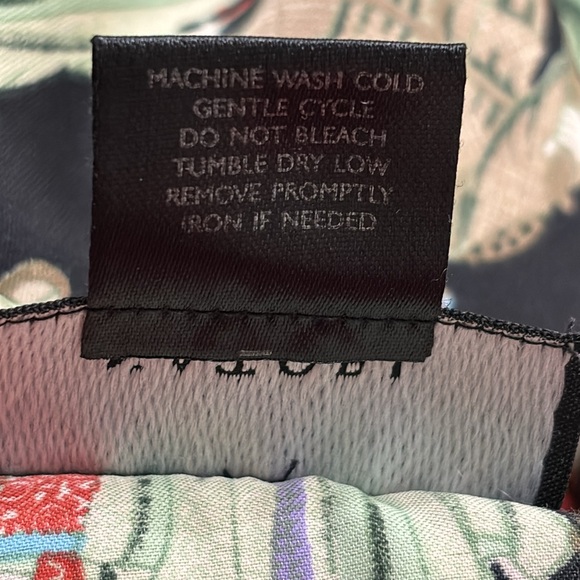 MACHINE WASH COLD
GENTLE CYCLE
DO NOT BLEACH
TUMBLE DRY LOW
REMOVE PROMPTLY
IRON IF NEEDED